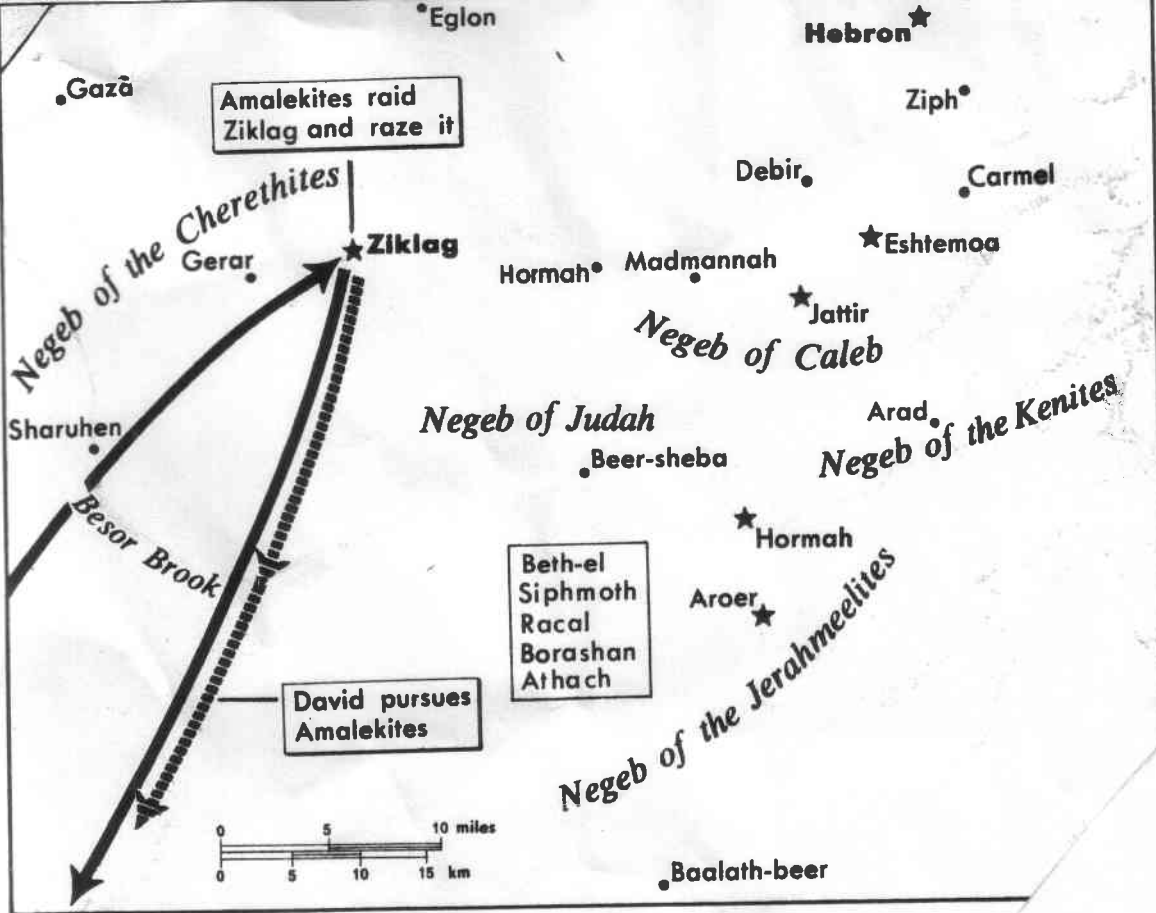 Eglon
Hebron
Gaza
Amalekites raid
Ziklag and raze it
Ziph
Debir
Carmel
Negeb of the Cherethites
Gerar
Ziklag
Hormah
Madmannah
Eshtemoa
Jattir
Negeb of Caleb
Sharuhen
Negeb of Judah
Arad
Negeb of the Kenites
Beer-sheba
Besor Brook
Hormah
Beth-el
Siphmoth
Racal
Borashan
Athach
Aroer
Negeb of the Jerahmeelites
David pursues
Amalekites
0 5 10 miles
0 5 10 15 km
Baalath-beer